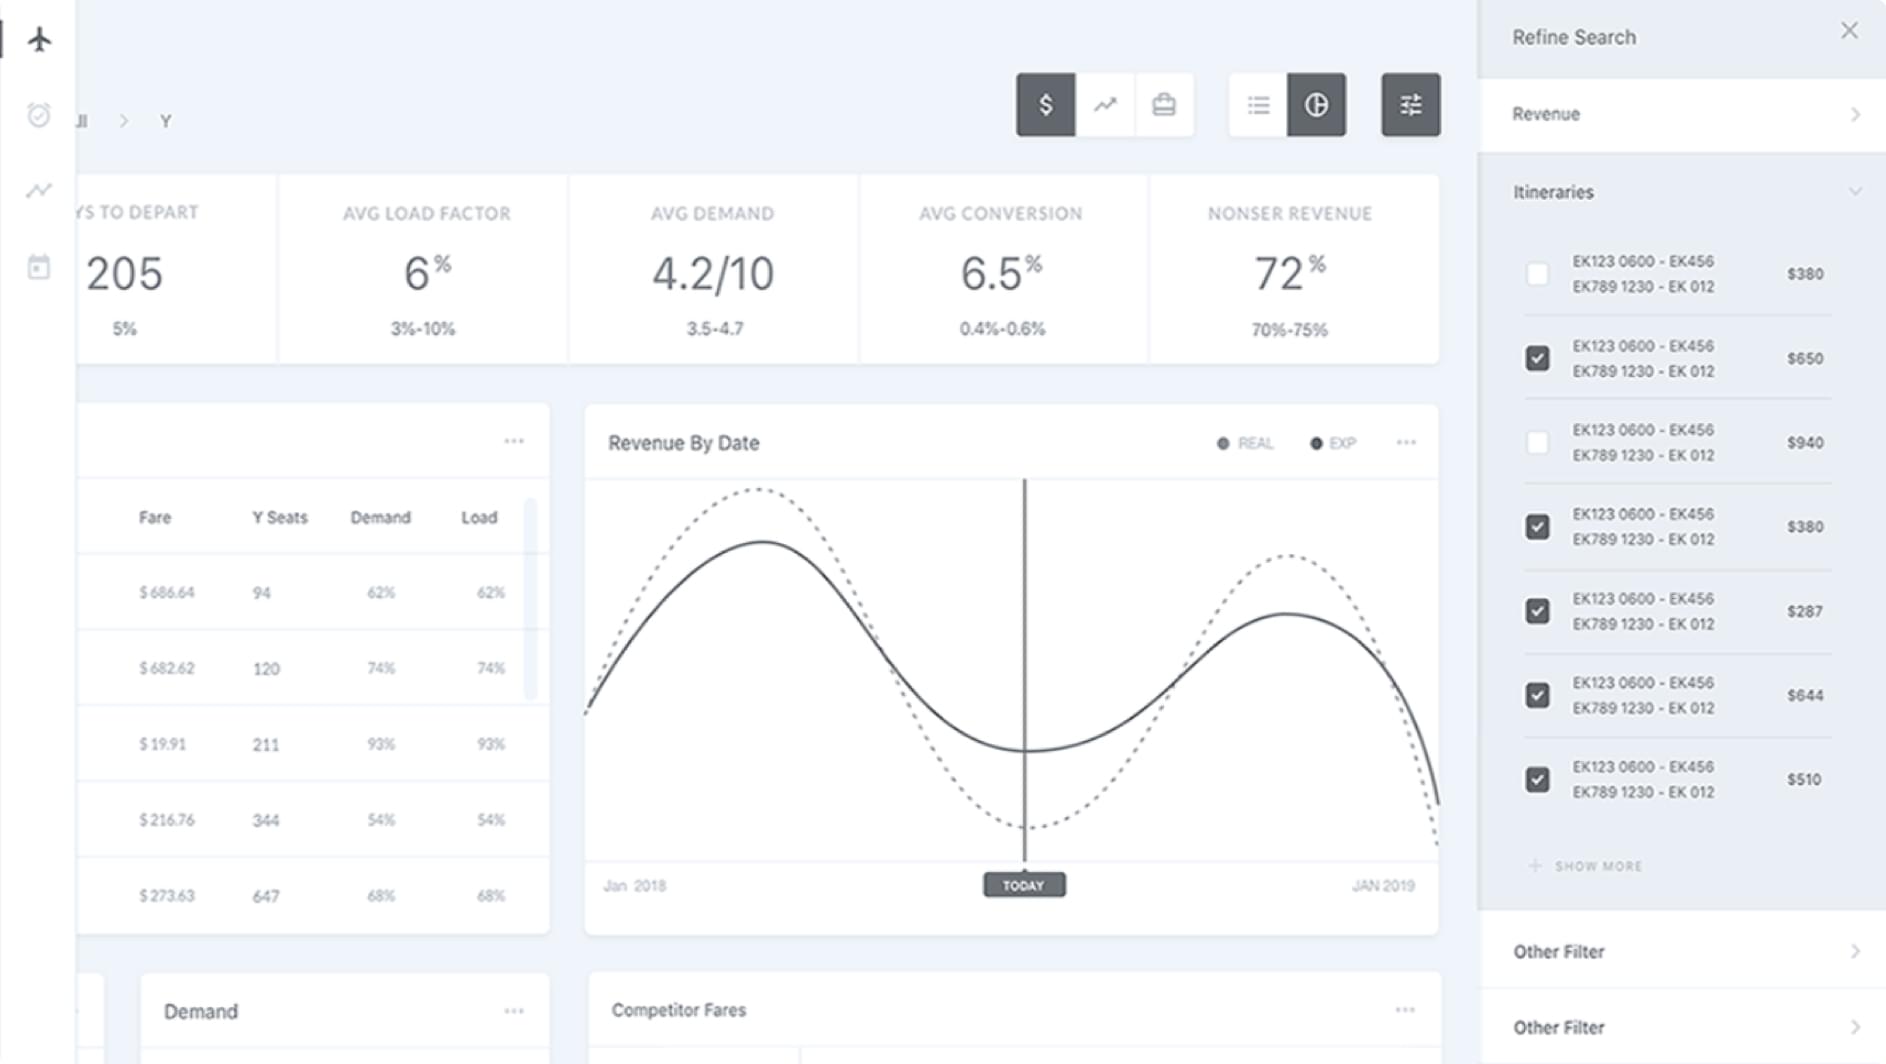 Refine Search
Revenue
Y
$
YS TO DEPART
205
5%
AVG LOAD FACTOR
6%
3%-10%
AVG DEMAND
4.2/10
3.5-4.7
AVG CONVERSION
6.5%
0.4%-0.6%
NONSER REVENUE
72%
70%-75%
Fare Y Seats Demand Load
$686.64 94 62% 62%
$682.62 120 74% 74%
$19.91 211 93% 93%
$216.76 344 54% 54%
$273.63 647 68% 68%
Revenue By Date
REAL EXP
Jan 2018
TODAY
JAN 2019
Demand
Competitor Fares
Itineraries
EK123 0600 - EK456
EK789 1230 - EK 012
$380
EK123 0600 - EK456
EK789 1230 - EK 012
$650
EK123 0600 - EK456
EK789 1230 - EK 012
$940
EK123 0600 - EK456
EK789 1230 - EK 012
$380
EK123 0600 - EK456
EK789 1230 - EK 012
$287
EK123 0600 - EK456
EK789 1230 - EK 012
$644
EK123 0600 - EK456
EK789 1230 - EK 012
$510
+ SHOW MORE
Other Filter
Other Filter